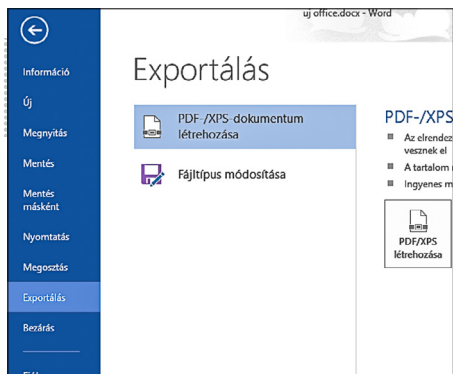 uj office.docx - Word
Információ
Új
Megnyitás
Mentés
Mentés
másként
Nyomtatás
Megosztás
Exportálás
Bezárás
Exportálás
PDF-/XPS-dokumentum
létrehozása
Fájltípus módosítása
PDF-/XPS
Az elrendez
vesznek el
A tartalom
Ingyenes m
PDF/XPS
létrehozása